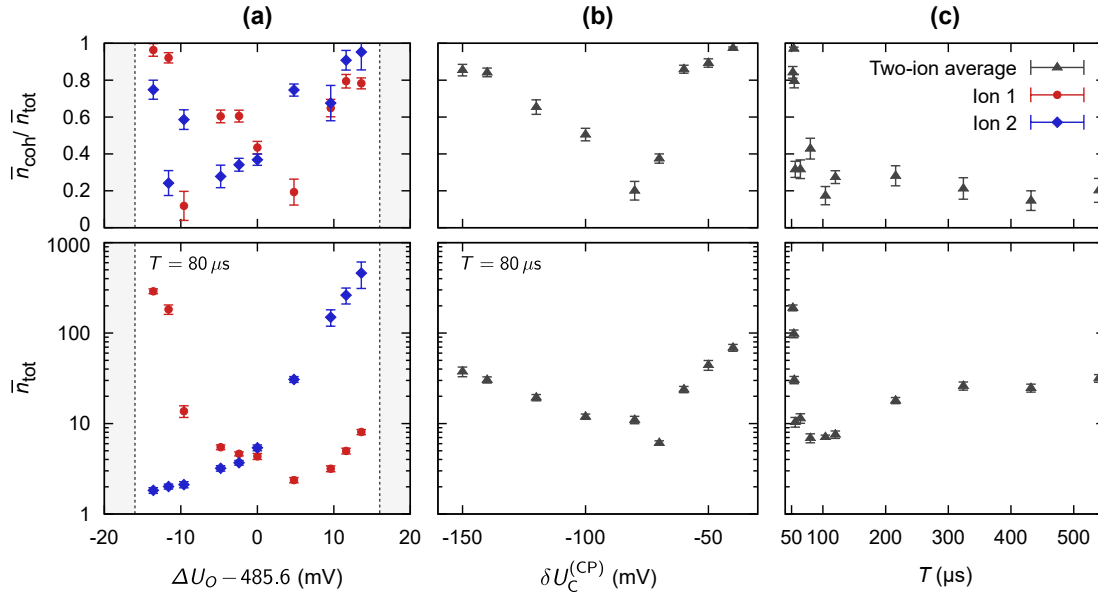 (a) (b) (c)
n̄coh / n̄tot
1
0.8
0.6
0.4
0.2
0
Two-ion average
Ion 1
Ion 2
n̄tot
1000
100
10
1
T = 80 μs
T = 80 μs
-20 -10 0 10 20
-150 -100 -50
50 100 200 300 400 500
ΔU_O − 485.6 (mV)
δU_C^(CP) (mV)
T (μs)